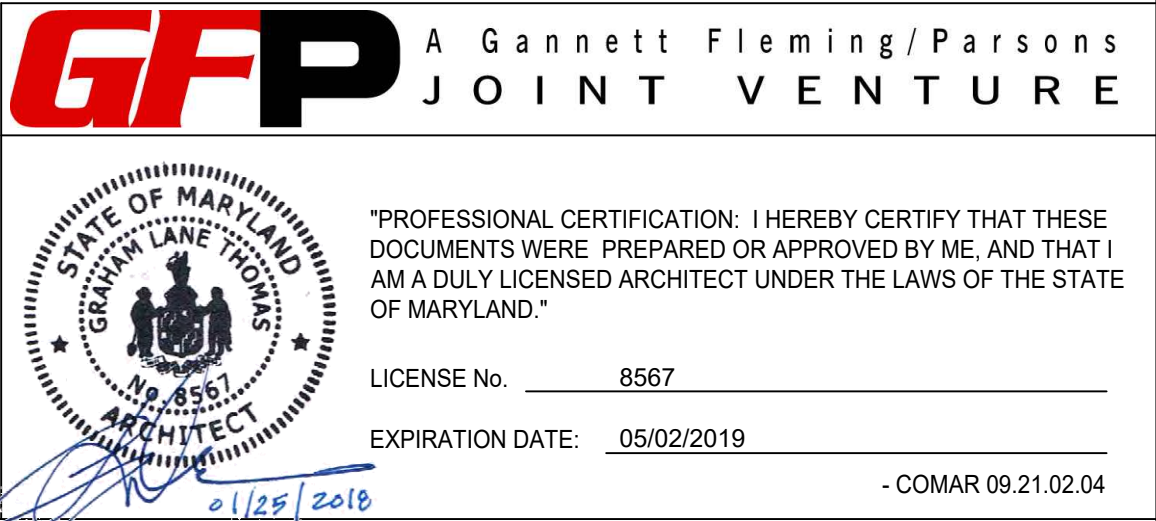 GFP
A Gannett Fleming/Parsons
JOINT VENTURE
STATE OF MARYLAND
GRAHAM LANE THOMAS
No. 8567
ARCHITECT
01/25/2018
"PROFESSIONAL CERTIFICATION: I HEREBY CERTIFY THAT THESE
DOCUMENTS WERE PREPARED OR APPROVED BY ME, AND THAT I
AM A DULY LICENSED ARCHITECT UNDER THE LAWS OF THE STATE
OF MARYLAND."
LICENSE No. 8567
EXPIRATION DATE: 05/02/2019
- COMAR 09.21.02.04